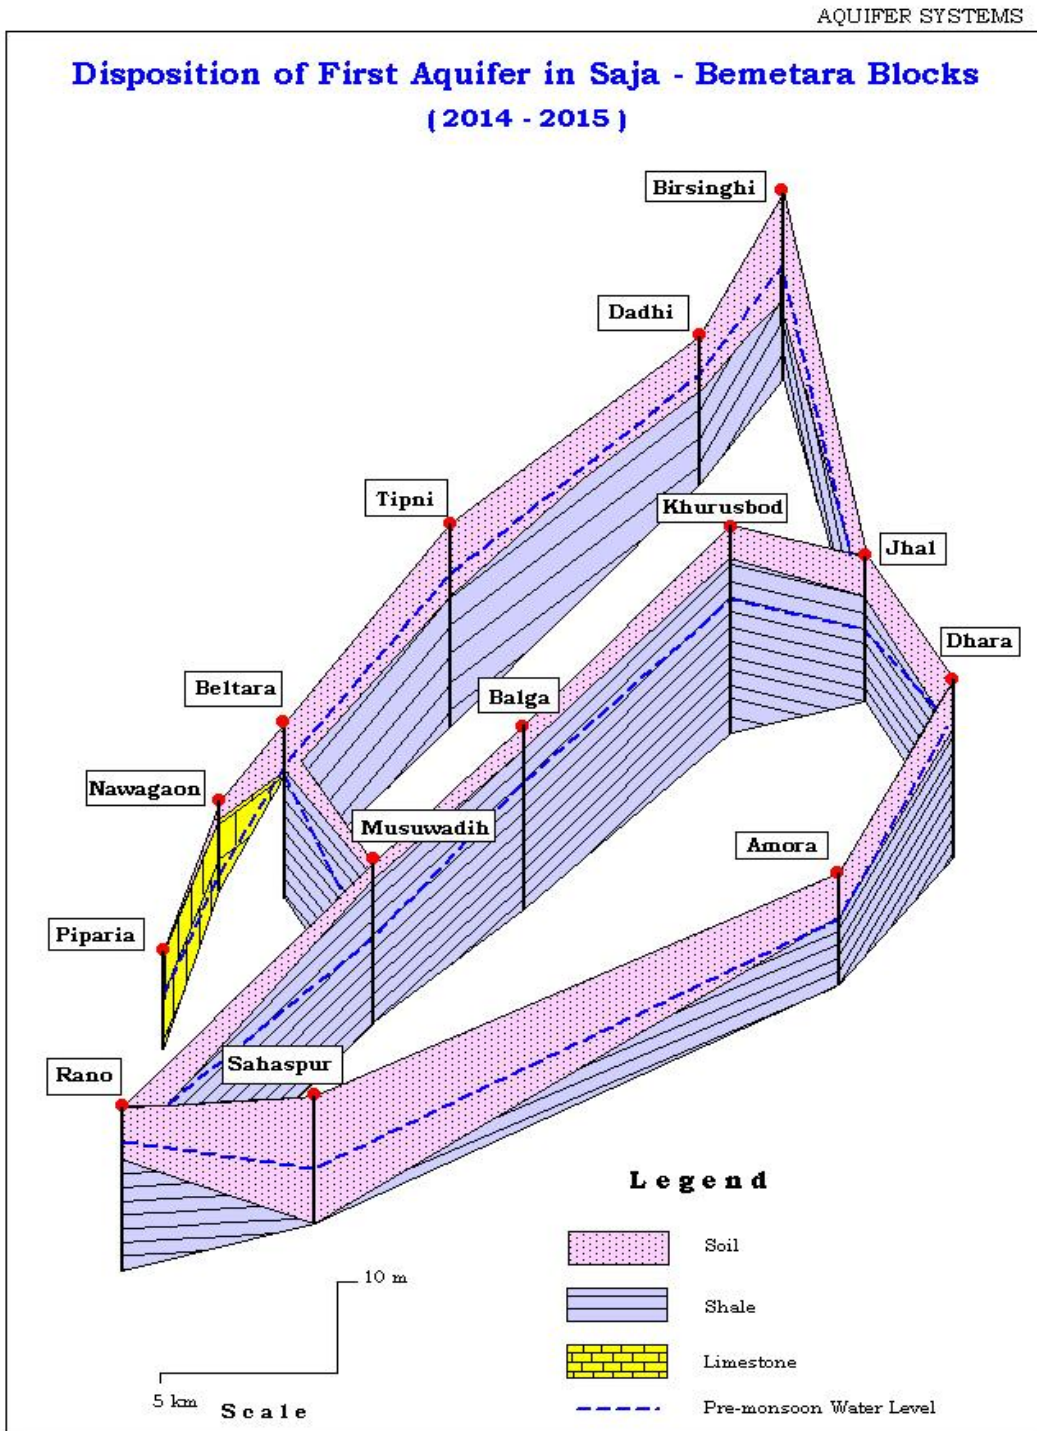 AQUIFER SYSTEMS
Disposition of First Aquifer in Saja - Bemetara Blocks
( 2014 - 2015 )
Birsinghi
Dadhi
Tipni
Khurusbod
Jhal
Dhara
Beltara
Balga
Nawagaon
Musuwadih
Amora
Piparia
Sahaspur
Rano
Legend
Soil
Shale
Limestone
Pre-monsoon Water Level
10 m
5 km
Scale